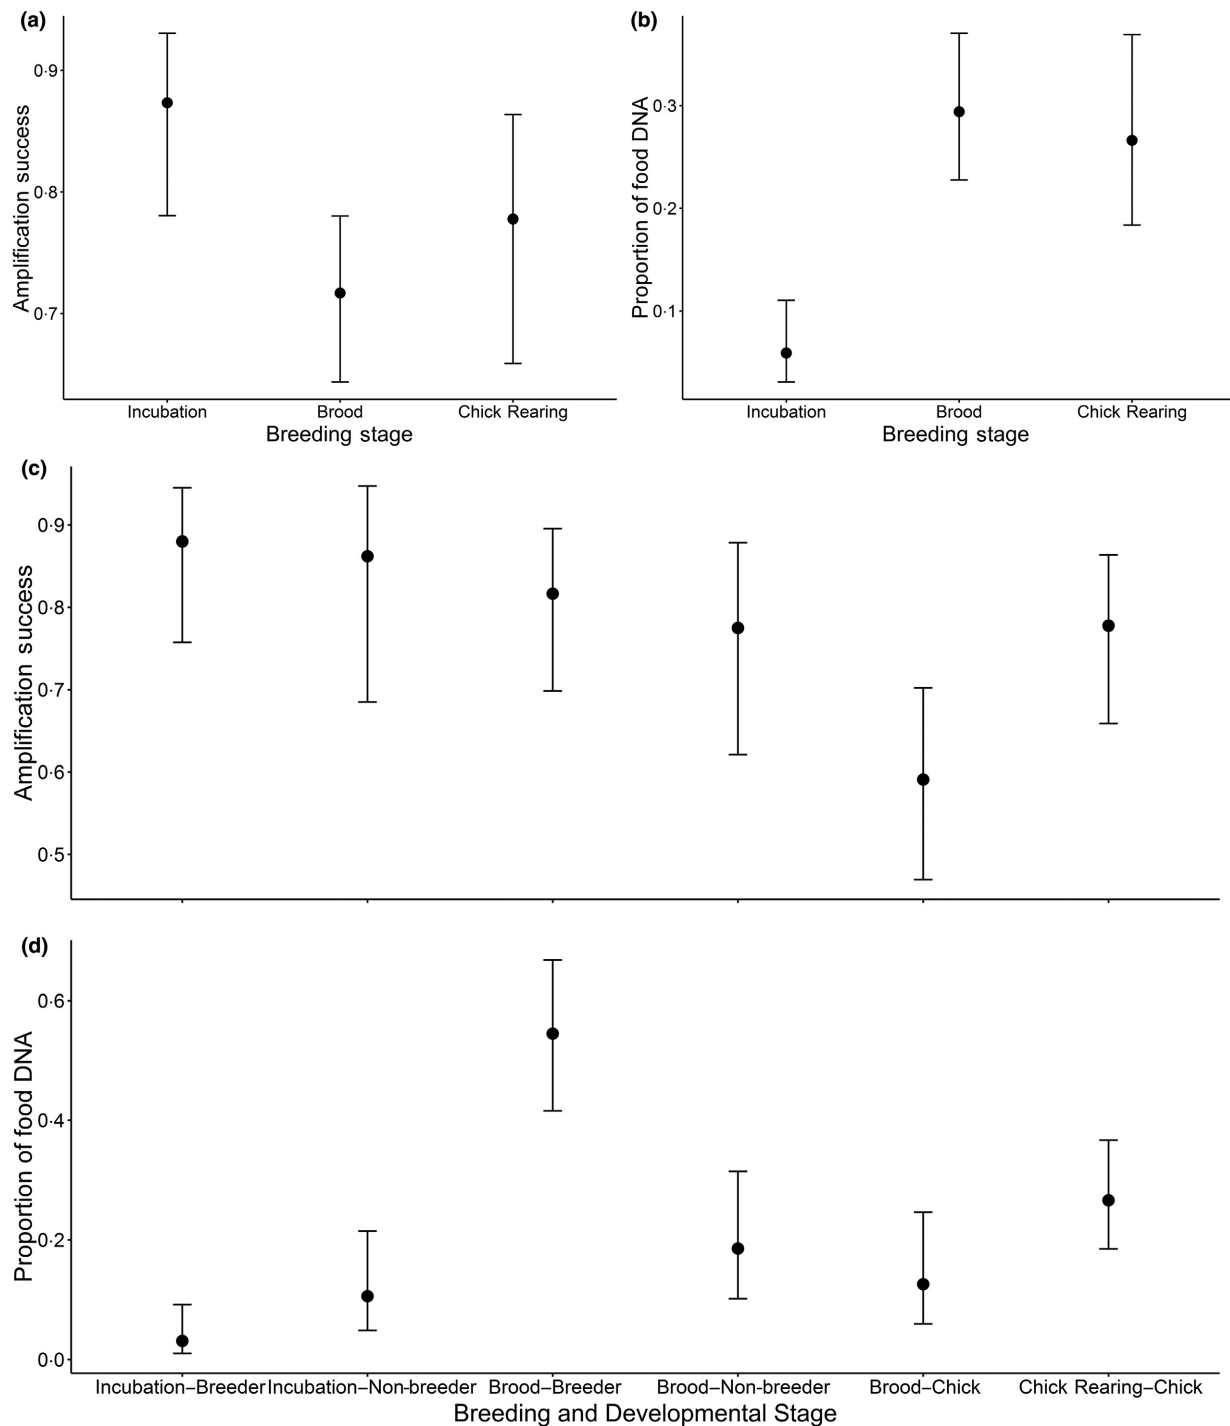 (a)
Amplification success
0·9
0·8
0·7
Incubation Brood Chick Rearing
Breeding stage
(b)
Proportion of food DNA
0·3
0·2
0·1
Incubation Brood Chick Rearing
Breeding stage
(c)
Amplification success
0·9
0·8
0·7
0·6
0·5
(d)
Proportion of food DNA
0·6
0·4
0·2
0·0
Incubation–Breeder Incubation–Non-breeder Brood–Breeder Brood–Non-breeder Brood–Chick Chick Rearing–Chick
Breeding and Developmental Stage